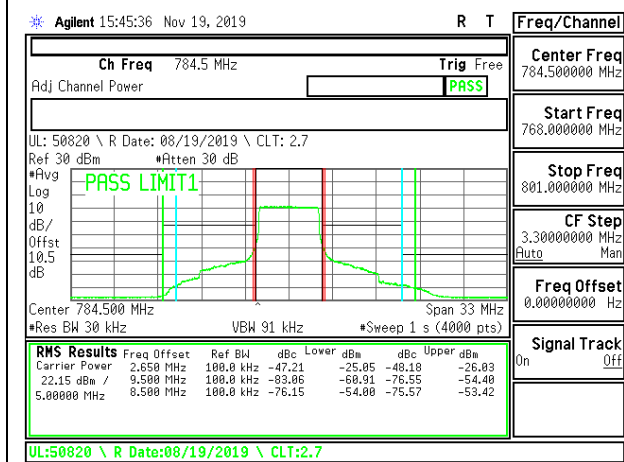 Agilent 15:45:36 Nov 19, 2019 R T
Freq/Channel
Ch Freq 784.5 MHz Trig Free
Adj Channel Power PASS
UL: 50820 \ R Date: 08/19/2019 \ CLT: 2.7
Ref 30 dBm #Atten 30 dB
#Avg
Log
10
dB/
Offst
10.5
dB
PASS LIMIT1
Center 784.500 MHz Span 33 MHz
#Res BW 30 kHz VBW 91 kHz #Sweep 1 s (4000 pts)
RMS Results Freq Offset Ref BW dBc Lower dBm dBc Upper dBm
Carrier Power 2.650 MHz 100.0 kHz -47.21 -25.05 -48.18 -26.03
22.15 dBm / 9.500 MHz 100.0 kHz -83.06 -60.91 -76.55 -54.40
5.00000 MHz 8.500 MHz 100.0 kHz -76.15 -54.00 -75.57 -53.42
UL:50820 \ R Date:08/19/2019 \ CLT:2.7
Center Freq
784.500000 MHz
Start Freq
768.000000 MHz
Stop Freq
801.000000 MHz
CF Step
3.30000000 MHz
Auto Man
Freq Offset
0.00000000 Hz
Signal Track
On Off